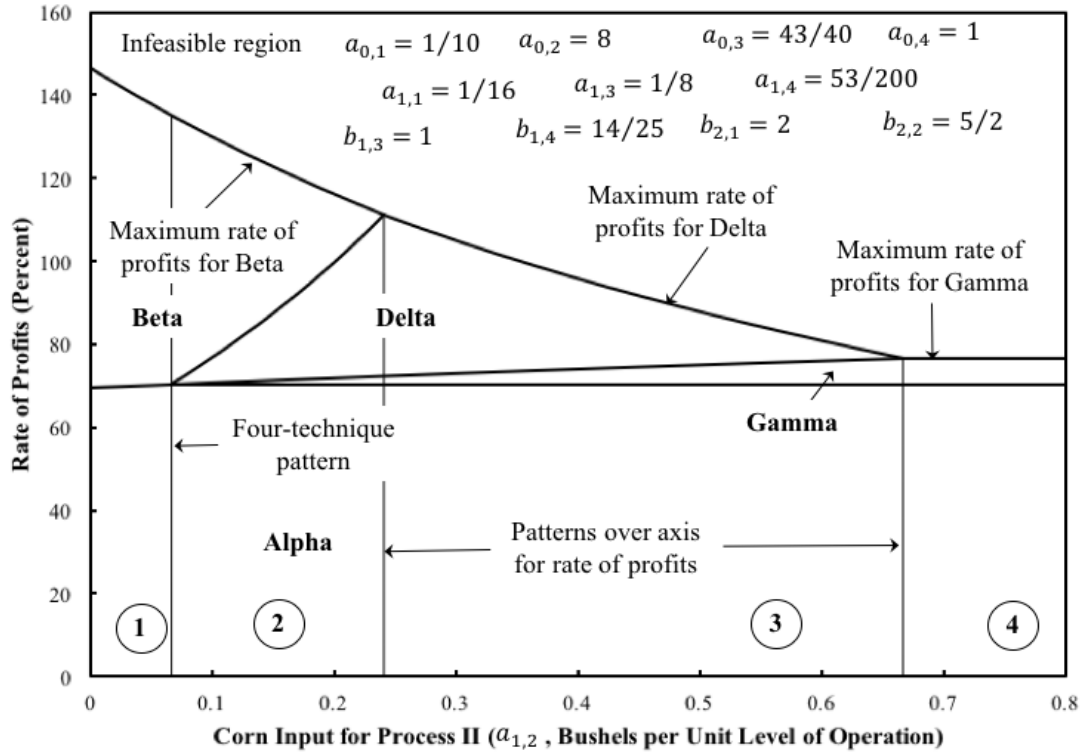 160
Infeasible region
a0,1 = 1/10
a0,2 = 8
a0,3 = 43/40
a0,4 = 1
a1,1 = 1/16
a1,3 = 1/8
a1,4 = 53/200
b1,3 = 1
b1,4 = 14/25
b2,1 = 2
b2,2 = 5/2
140
120
100
80
60
40
20
0
Rate of Profits (Percent)
Maximum rate of
profits for Beta
Maximum rate of
profits for Delta
Maximum rate of
profits for Gamma
Beta
Delta
Gamma
Four-technique
pattern
Alpha
Patterns over axis
for rate of profits
1
2
3
4
0
0.1
0.2
0.3
0.4
0.5
0.6
0.7
0.8
Corn Input for Process II (a1,2 , Bushels per Unit Level of Operation)